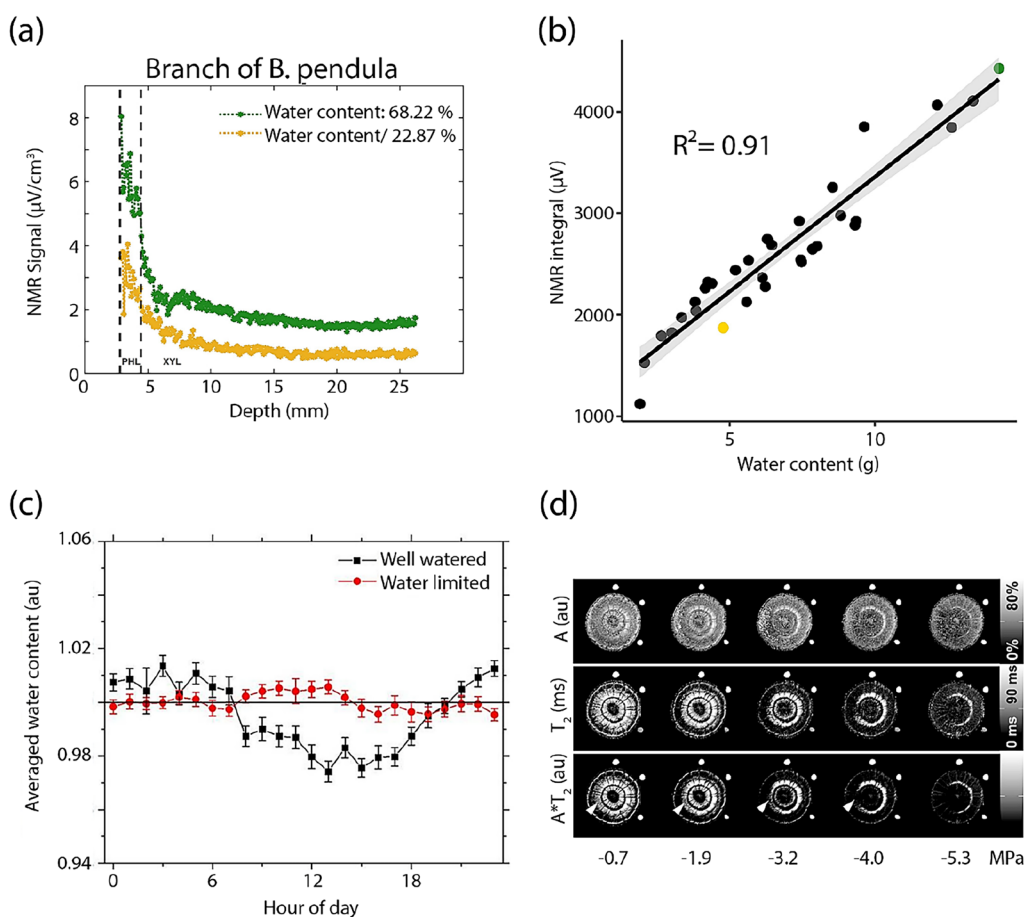 (a)
Branch of B. pendula
Water content: 68.22 %
Water content/ 22.87 %
NMR Signal (µV/cm³)
8
6
4
2
0
PHL XYL
0 5 10 15 20 25
Depth (mm)
(b)
R²= 0.91
NMR integral (µV)
4000
3000
2000
1000
5 10
Water content (g)
(c)
Well watered
Water limited
Averaged water content (au)
1.06
1.02
0.98
0.94
0 6 12 18
Hour of day
(d)
A (au)
80%
0%
T₂ (ms)
90 ms
0 ms
A*T₂ (au)
-0.7 -1.9 -3.2 -4.0 -5.3 MPa